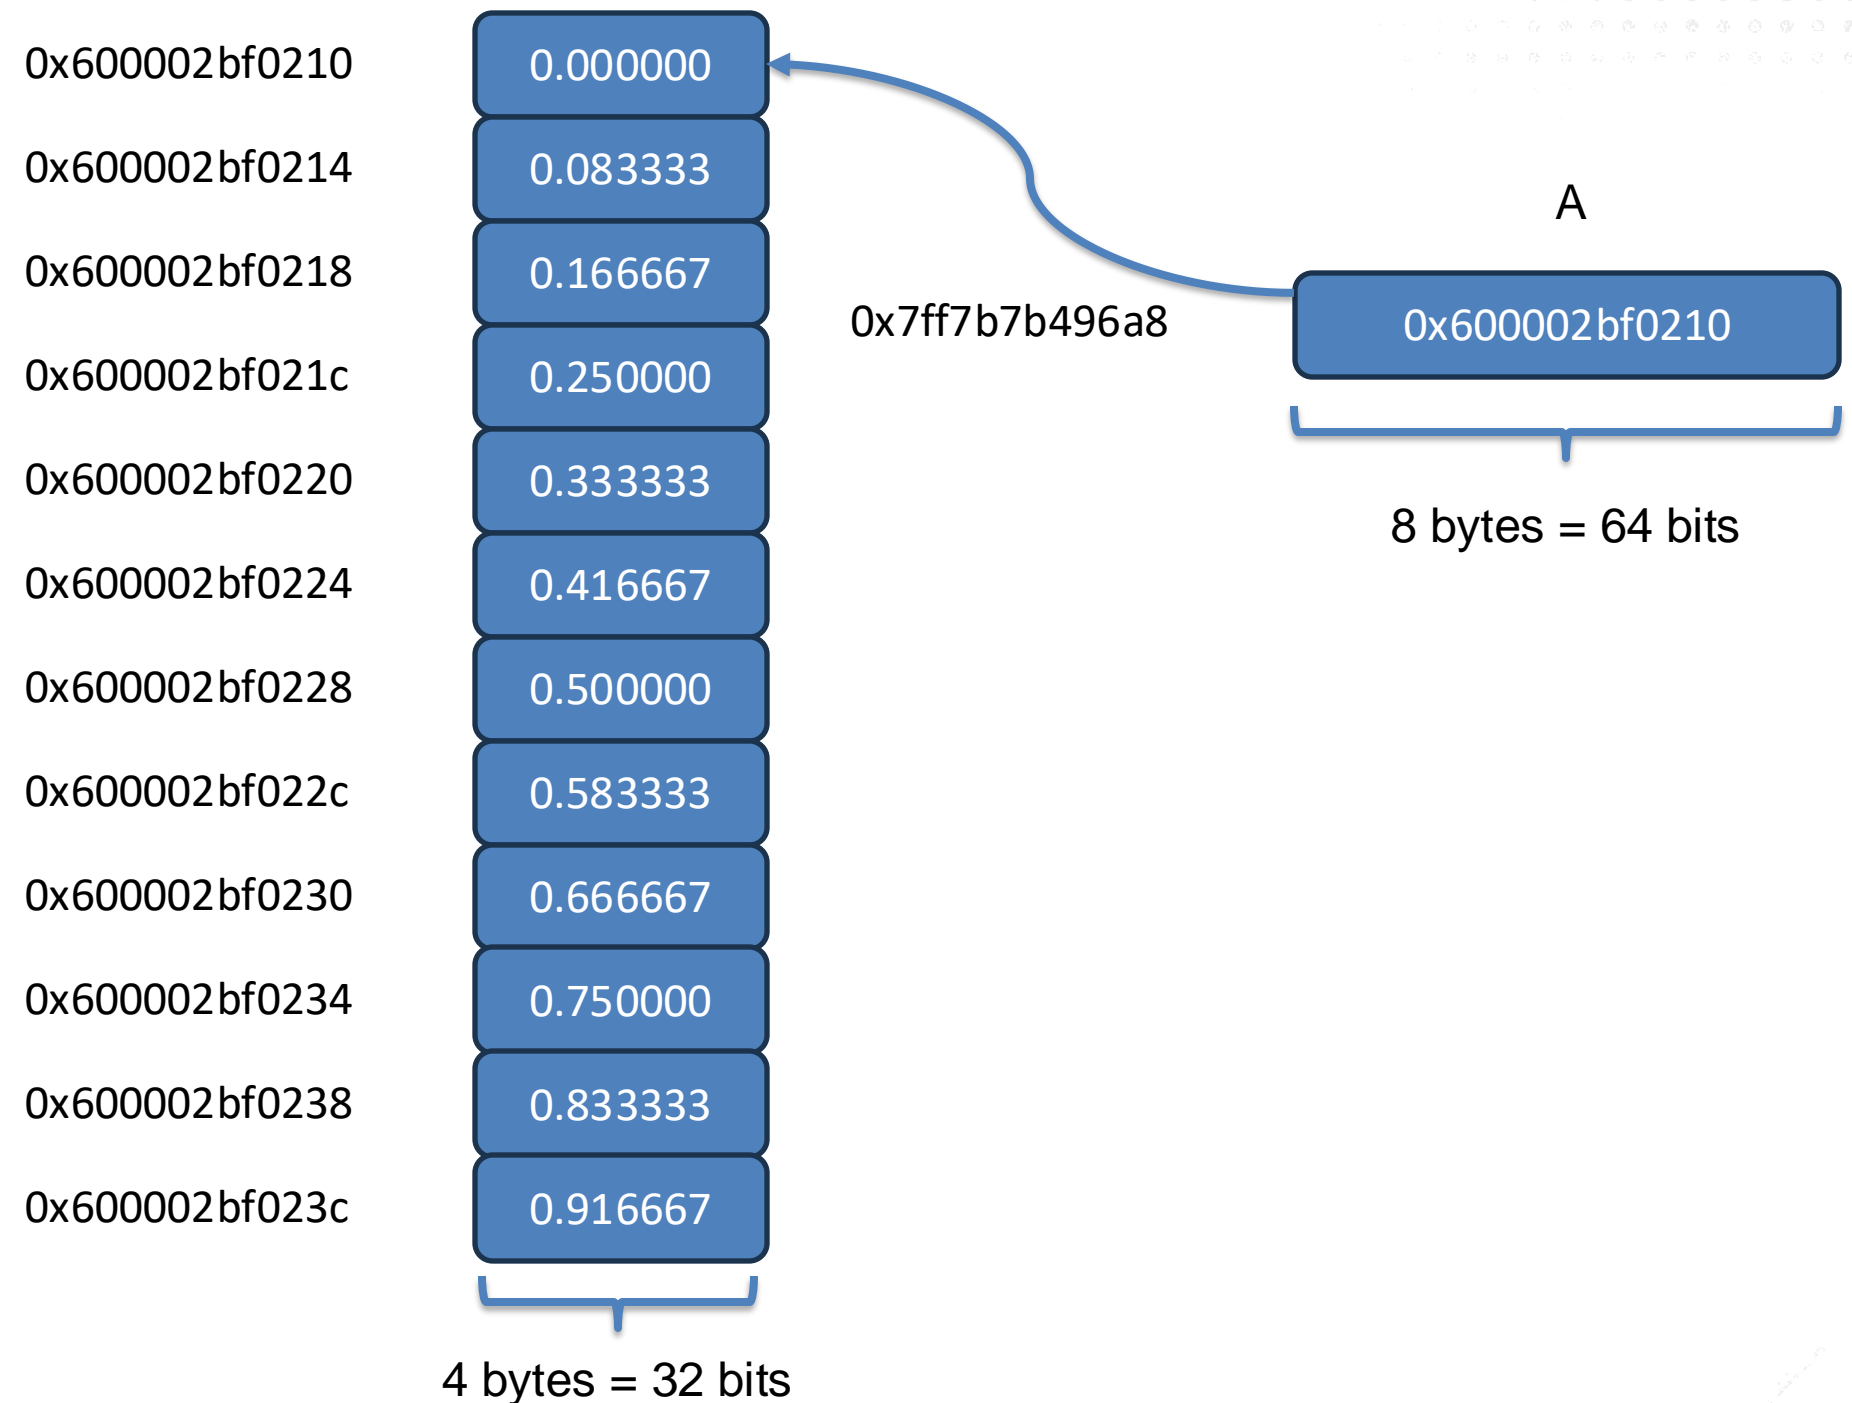 0x600002bf0210 0.000000
0x600002bf0214 0.083333
A
0x600002bf0218 0.166667
0x7ff7b7b496a8 0x600002bf0210
0x600002bf021c 0.250000
0x600002bf0220 0.333333
8 bytes = 64 bits
0x600002bf0224 0.416667
0x600002bf0228 0.500000
0x600002bf022c 0.583333
0x600002bf0230 0.666667
0x600002bf0234 0.750000
0x600002bf0238 0.833333
0x600002bf023c 0.916667
4 bytes = 32 bits